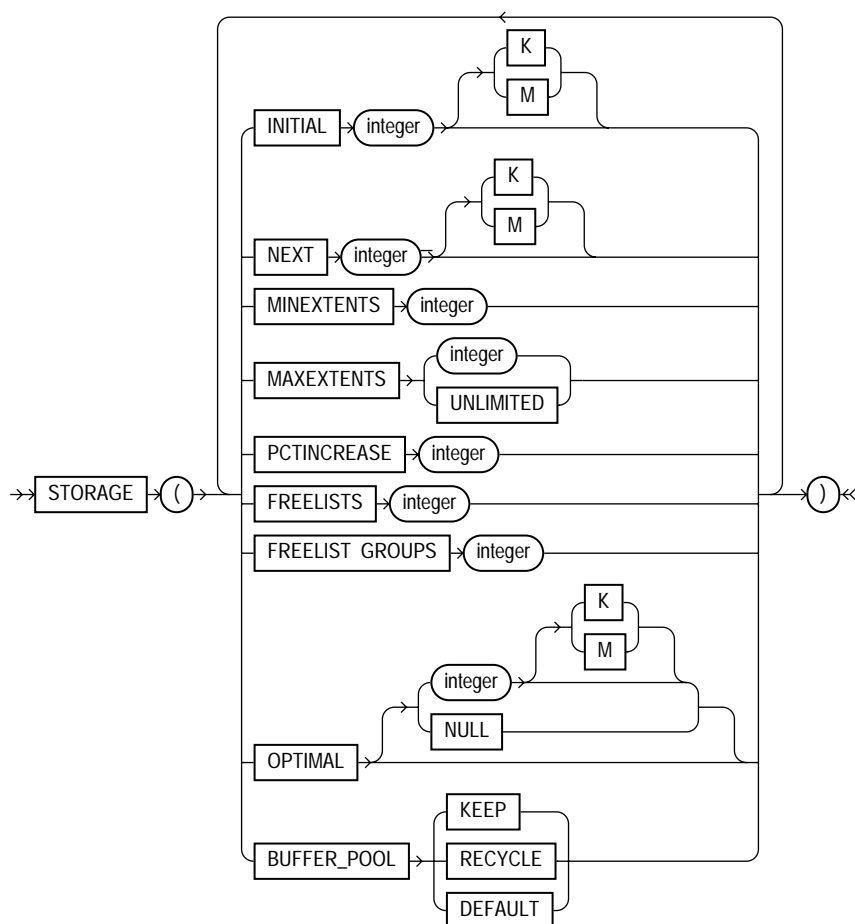 K
M
INITIAL integer
K
M
NEXT integer
MINEXTENTS integer
MAXEXTENTS integer
UNLIMITED
PCTINCREASE integer
STORAGE ( )
FREELISTS integer
FREELIST GROUPS integer
K
M
integer
NULL
OPTIMAL
KEEP
BUFFER_POOL RECYCLE
DEFAULT